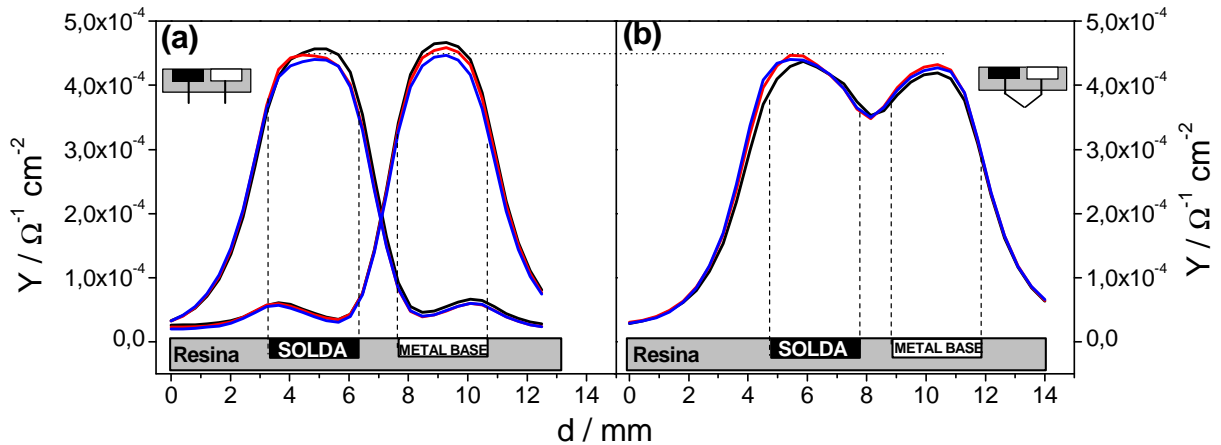 (a)
(b)
5,0x10⁻⁴
4,0x10⁻⁴
3,0x10⁻⁴
2,0x10⁻⁴
1,0x10⁻⁴
0,0
Y / Ω⁻¹ cm⁻²
Resina
SOLDA
METAL BASE
0 2 4 6 8 10 12 14
Resina
SOLDA
METAL BASE
0 2 4 6 8 10 12 14
5,0x10⁻⁴
4,0x10⁻⁴
3,0x10⁻⁴
2,0x10⁻⁴
1,0x10⁻⁴
0,0
Y / Ω⁻¹ cm⁻²
d / mm